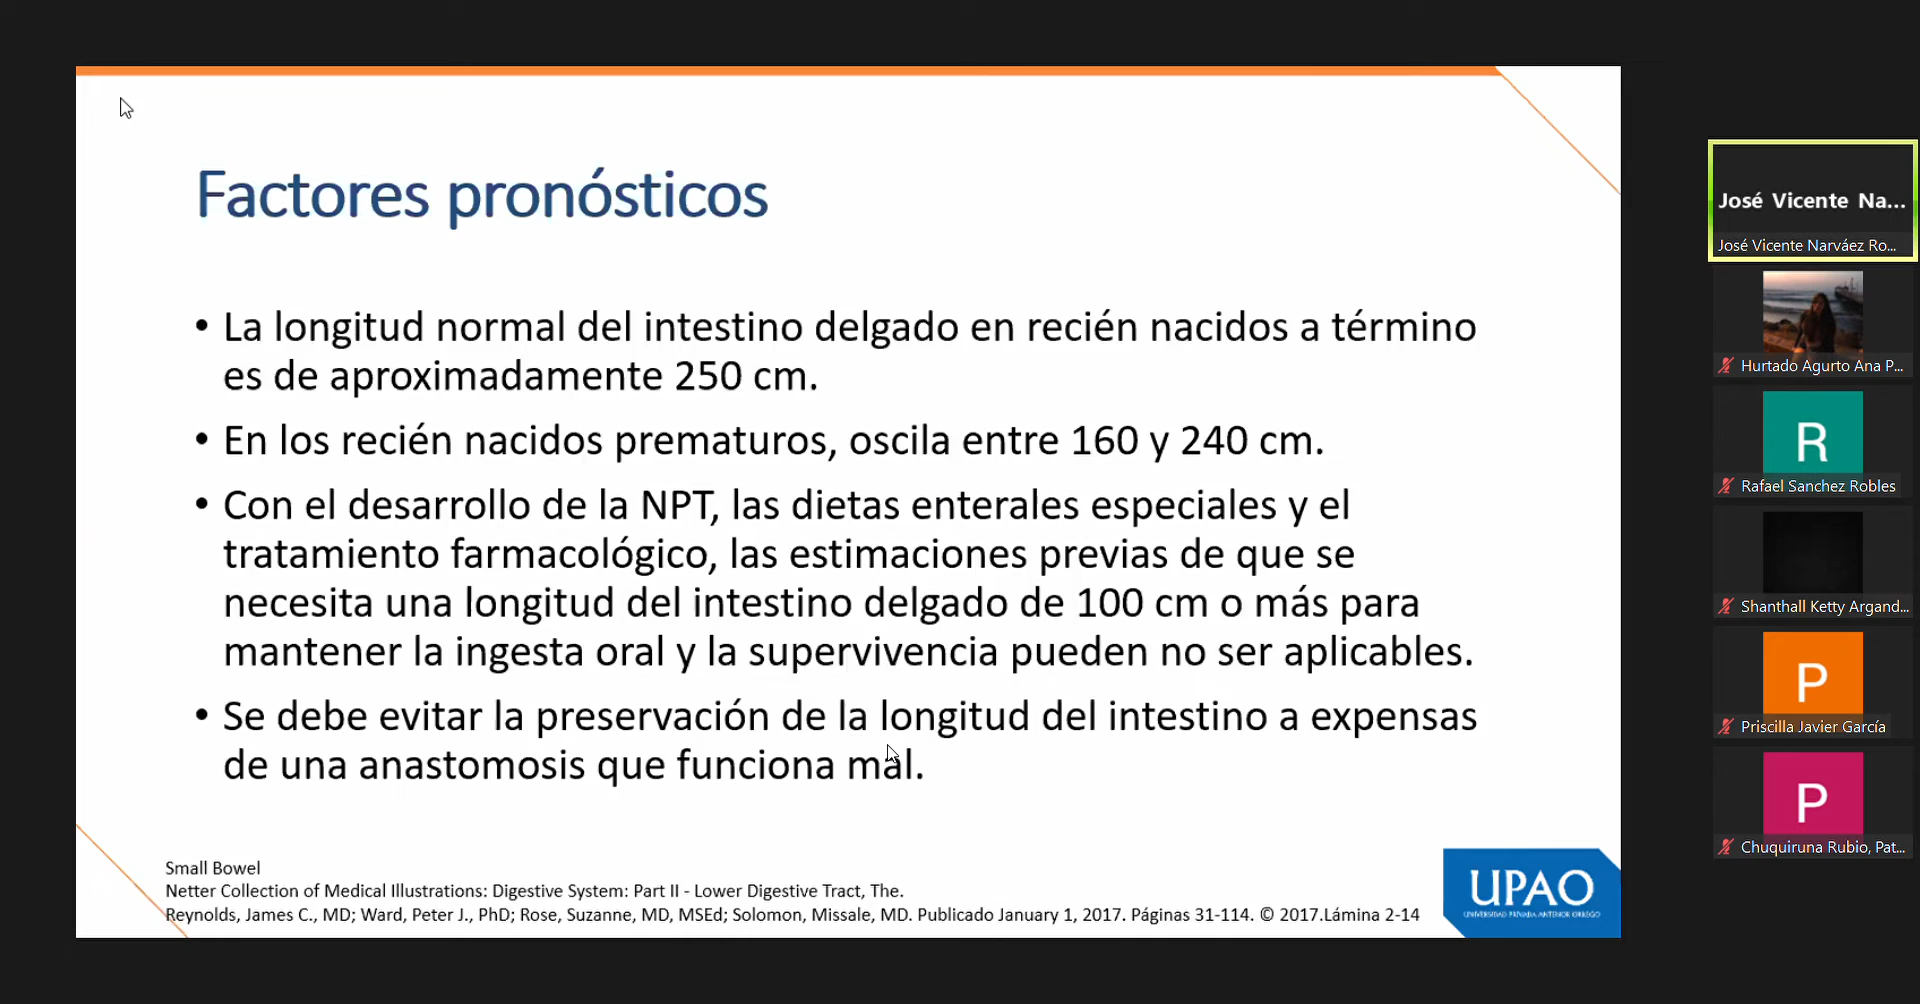 Factores pronósticos
• La longitud normal del intestino delgado en recién nacidos a término
es de aproximadamente 250 cm.
• En los recién nacidos prematuros, oscila entre 160 y 240 cm.
• Con el desarrollo de la NPT, las dietas enterales especiales y el
tratamiento farmacológico, las estimaciones previas de que se
necesita una longitud del intestino delgado de 100 cm o más para
mantener la ingesta oral y la supervivencia pueden no ser aplicables.
• Se debe evitar la preservación de la longitud del intestino a expensas
de una anastomosis que funciona mal.
Small Bowel
Netter Collection of Medical Illustrations: Digestive System: Part II - Lower Digestive Tract, The.
Reynolds, James C., MD; Ward, Peter J., PhD; Rose, Suzanne, MD, MSEd; Solomon, Missale, MD. Publicado January 1, 2017. Páginas 31-114. © 2017.Lámina 2-14
UPAO
UNIVERSIDAD PRIVADA ANTENOR ORREGO
José Vicente Na...
José Vicente Narváez Ro...
Hurtado Agurto Ana P...
R
Rafael Sanchez Robles
Shanthall Ketty Argand...
P
Priscilla Javier García
P
Chuquiruna Rubio, Pat...